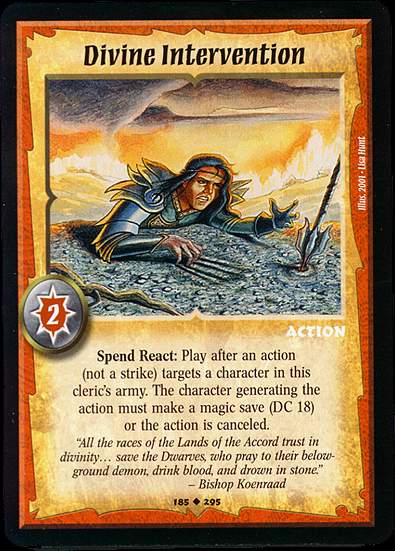 Divine Intervention
Illus. 2001 • Lisa Hunt
2
ACTION
Spend React: Play after an action
(not a strike) targets a character in this
cleric's army. The character generating the
action must make a magic save (DC 18)
or the action is canceled.
"All the races of the Lands of the Accord trust in
divinity... save the Dwarves, who pray to their below-
ground demon, drink blood, and drown in stone."
– Bishop Koenraad
185 ◆ 295